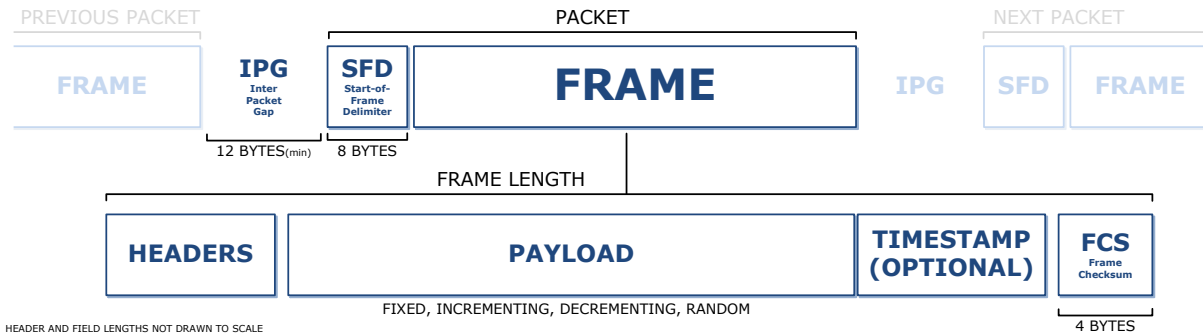 PREVIOUS PACKET
PACKET
NEXT PACKET
FRAME
IPG
Inter
Packet
Gap
SFD
Start-of-
Frame
Delimiter
FRAME
IPG
SFD
FRAME
12 BYTES(min)
8 BYTES
FRAME LENGTH
HEADERS
PAYLOAD
TIMESTAMP
(OPTIONAL)
FCS
Frame
Checksum
FIXED, INCREMENTING, DECREMENTING, RANDOM
4 BYTES
HEADER AND FIELD LENGTHS NOT DRAWN TO SCALE